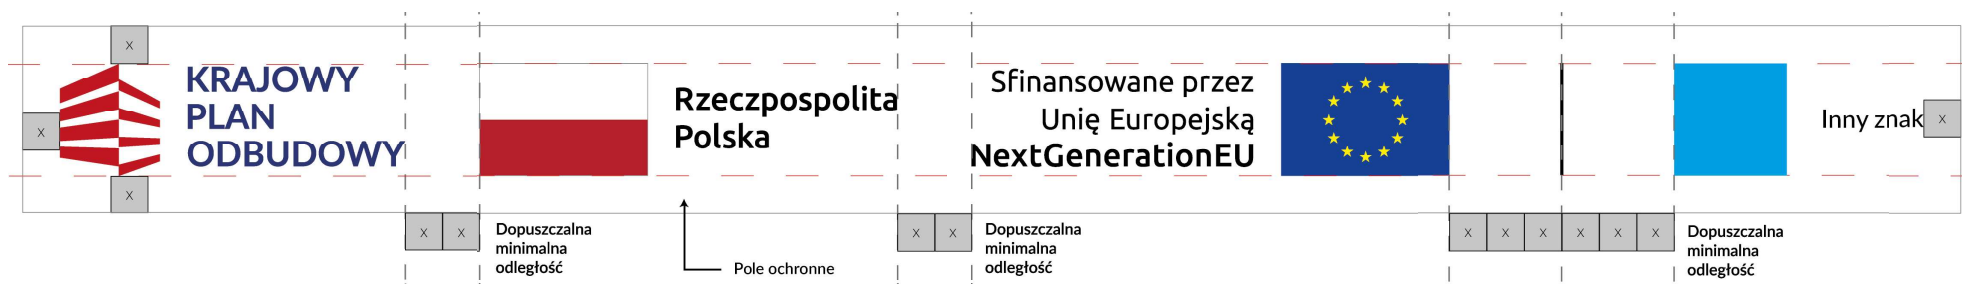 X
KRAJOWY
PLAN
ODBUDOWY
X
X
Rzeczpospolita
Polska
Sfinansowane przez
Unię Europejską
NextGenerationEU
Inny znak
X
X X
Dopuszczalna
minimalna
odległość
Pole ochronne
X X
Dopuszczalna
minimalna
odległość
X X X X X X
Dopuszczalna
minimalna
odległość